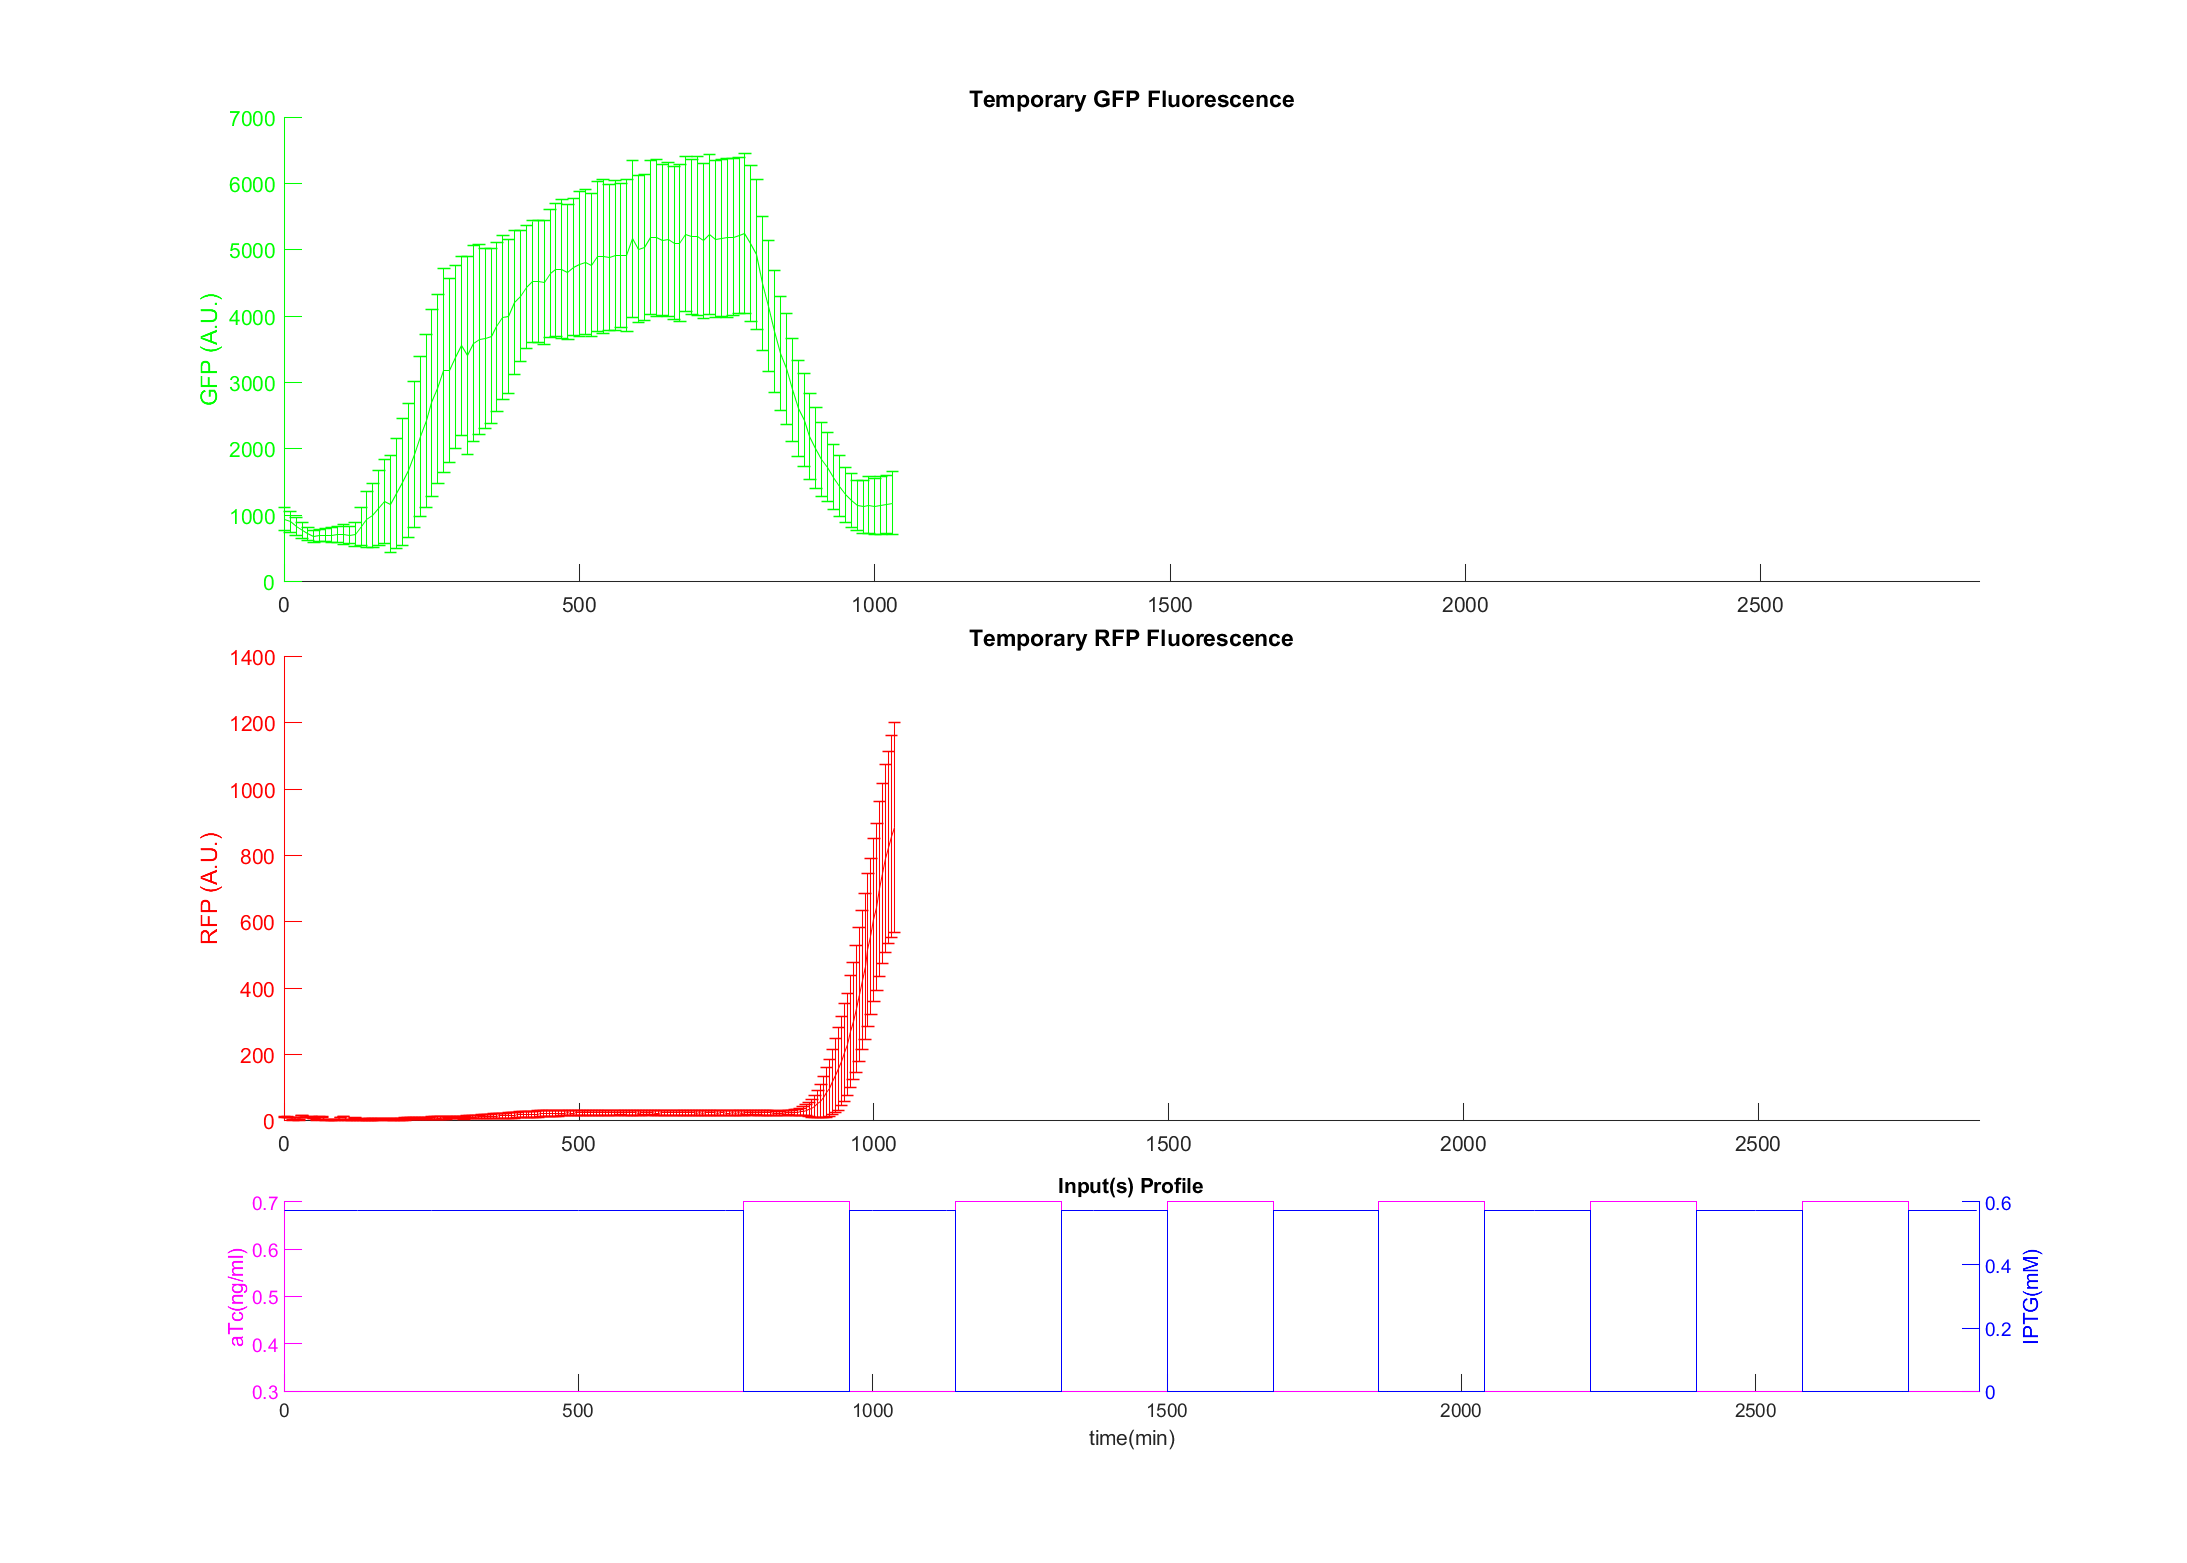 Temporary GFP Fluorescence
7000
6000
5000
4000
3000
2000
1000
0
GFP (A.U.)
0 500 1000 1500 2000 2500
Temporary RFP Fluorescence
1400
1200
1000
800
600
400
200
0
RFP (A.U.)
0 500 1000 1500 2000 2500
Input(s) Profile
0.7
0.6
0.5
0.4
0.3
aTc(ng/ml)
0.6
0.4
0.2
0
IPTG(mM)
0 500 1000 1500 2000 2500
time(min)